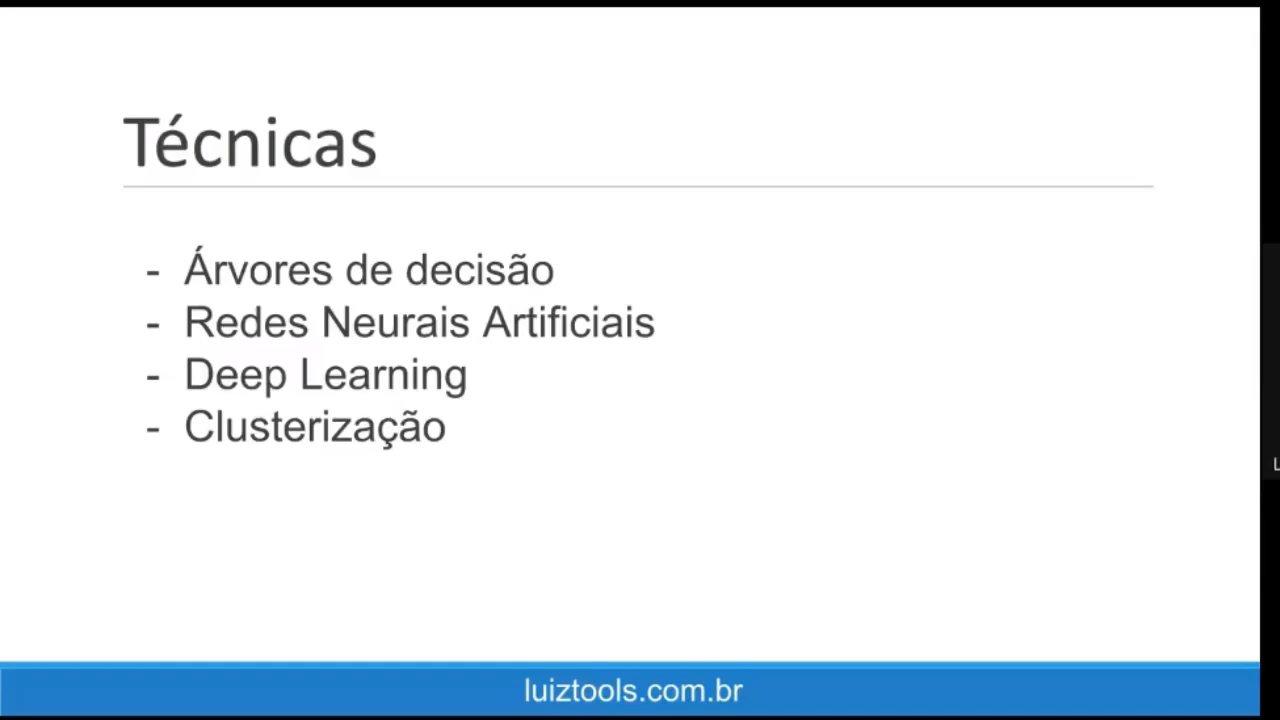 Técnicas
- Árvores de decisão
- Redes Neurais Artificiais
- Deep Learning
- Clusterização
luiztools.com.br